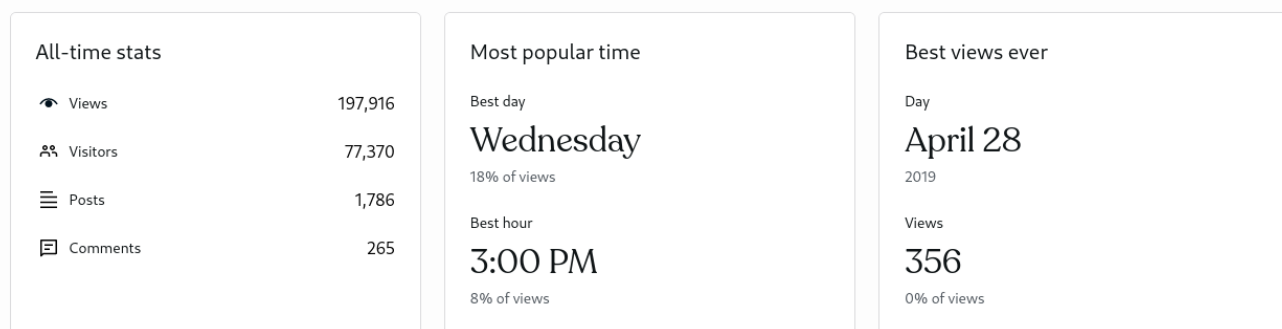 All-time stats
Views 197,916
Visitors 77,370
Posts 1,786
Comments 265
Most popular time
Best day
Wednesday
18% of views
Best hour
3:00 PM
8% of views
Best views ever
Day
April 28
2019
Views
356
0% of views